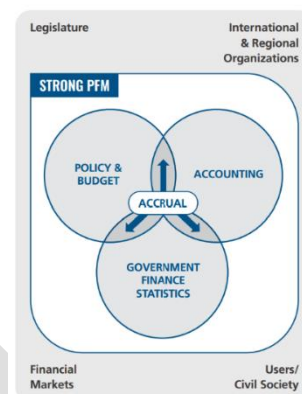 Legislature
International
& Regional
Organizations
STRONG PFM
POLICY &
BUDGET
ACCOUNTING
ACCRUAL
GOVERNMENT
FINANCE
STATISTICS
Financial
Markets
Users/
Civil Society